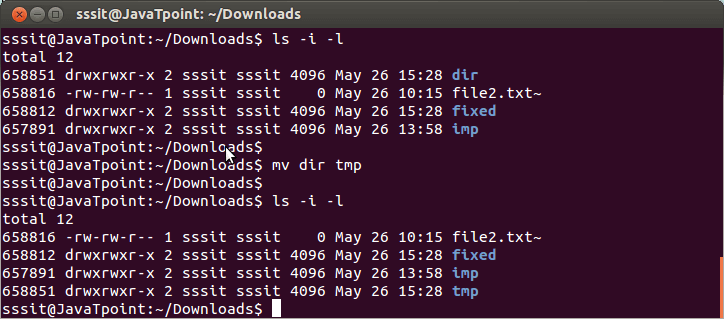 sssit@JavaTpoint: ~/Downloads
sssit@JavaTpoint:~/Downloads$ ls -i -l
total 12
658851 drwxrwxr-x 2 sssit sssit 4096 May 26 15:28 dir
658816 -rw-rw-r-- 1 sssit sssit    0 May 26 10:15 file2.txt~
658812 drwxrwxr-x 2 sssit sssit 4096 May 26 15:28 fixed
657891 drwxrwxr-x 2 sssit sssit 4096 May 26 13:58 imp
sssit@JavaTpoint:~/Downloads$
sssit@JavaTpoint:~/Downloads$ mv dir tmp
sssit@JavaTpoint:~/Downloads$
sssit@JavaTpoint:~/Downloads$ ls -i -l
total 12
658816 -rw-rw-r-- 1 sssit sssit    0 May 26 10:15 file2.txt~
658812 drwxrwxr-x 2 sssit sssit 4096 May 26 15:28 fixed
657891 drwxrwxr-x 2 sssit sssit 4096 May 26 13:58 imp
658851 drwxrwxr-x 2 sssit sssit 4096 May 26 15:28 tmp
sssit@JavaTpoint:~/Downloads$